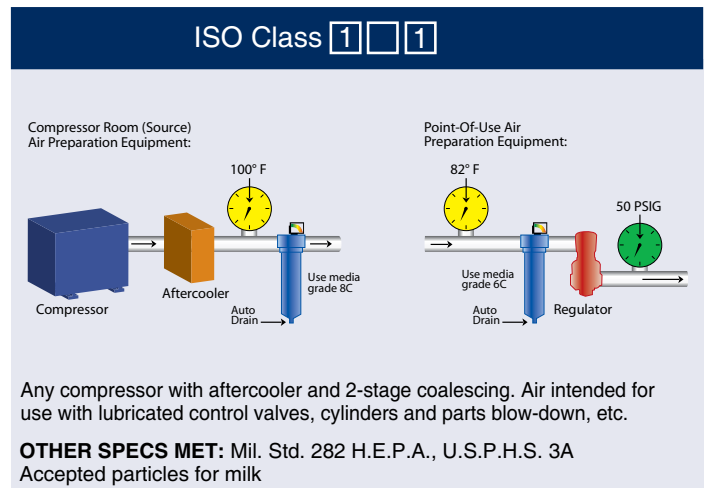 ISO Class 1 1
Compressor Room (Source)
Air Preparation Equipment:
100° F
Compressor
Aftercooler
Use media
grade 8C
Auto
Drain
Point-Of-Use Air
Preparation Equipment:
82° F
50 PSIG
Use media
grade 6C
Auto
Drain
Regulator
Any compressor with aftercooler and 2-stage coalescing. Air intended for
use with lubricated control valves, cylinders and parts blow-down, etc.
OTHER SPECS MET: Mil. Std. 282 H.E.P.A., U.S.P.H.S. 3A
Accepted particles for milk